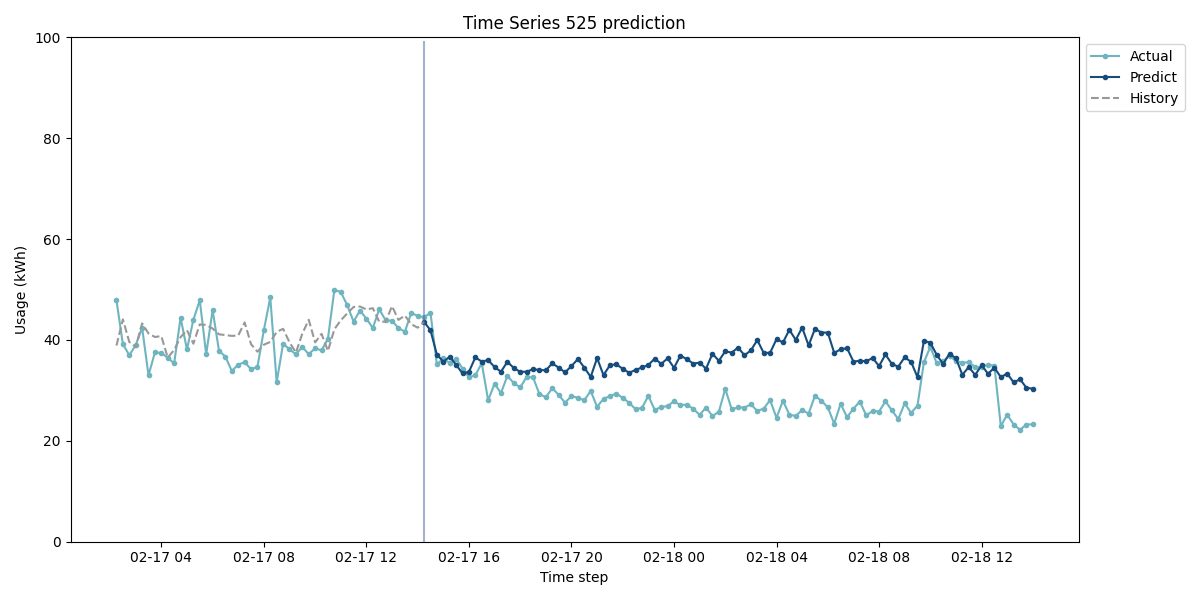 Time Series 525 prediction
Actual
Predict
History
Usage (kWh)
100
80
60
40
20
0
02-17 04
02-17 08
02-17 12
02-17 16
02-17 20
02-18 00
02-18 04
02-18 08
02-18 12
Time step